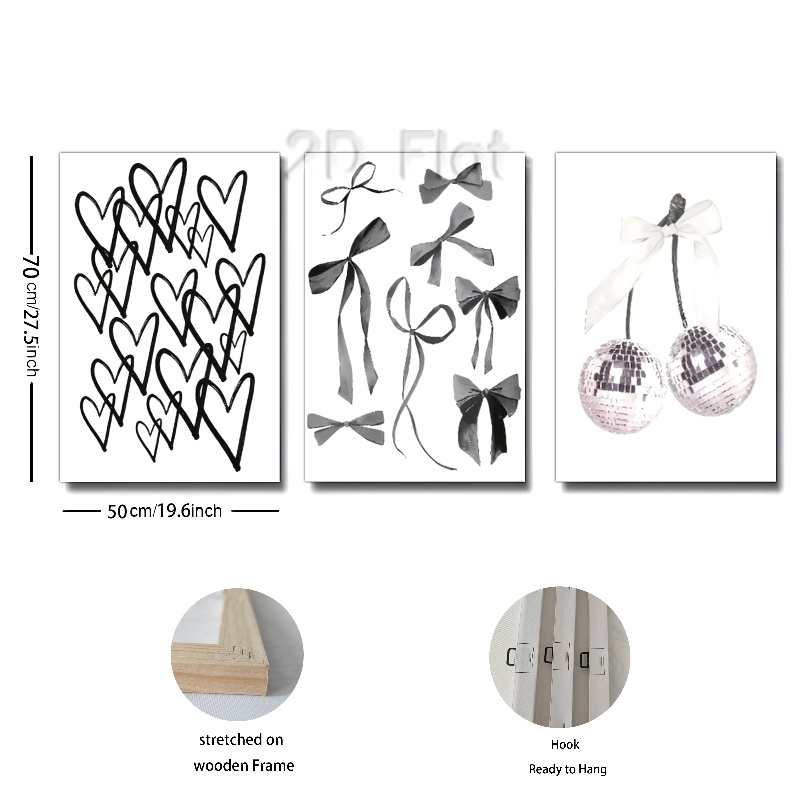 2D Flat
70 cm/27.5inch
50cm/19.6inch
stretched on
wooden Frame
Hook
Ready to Hang